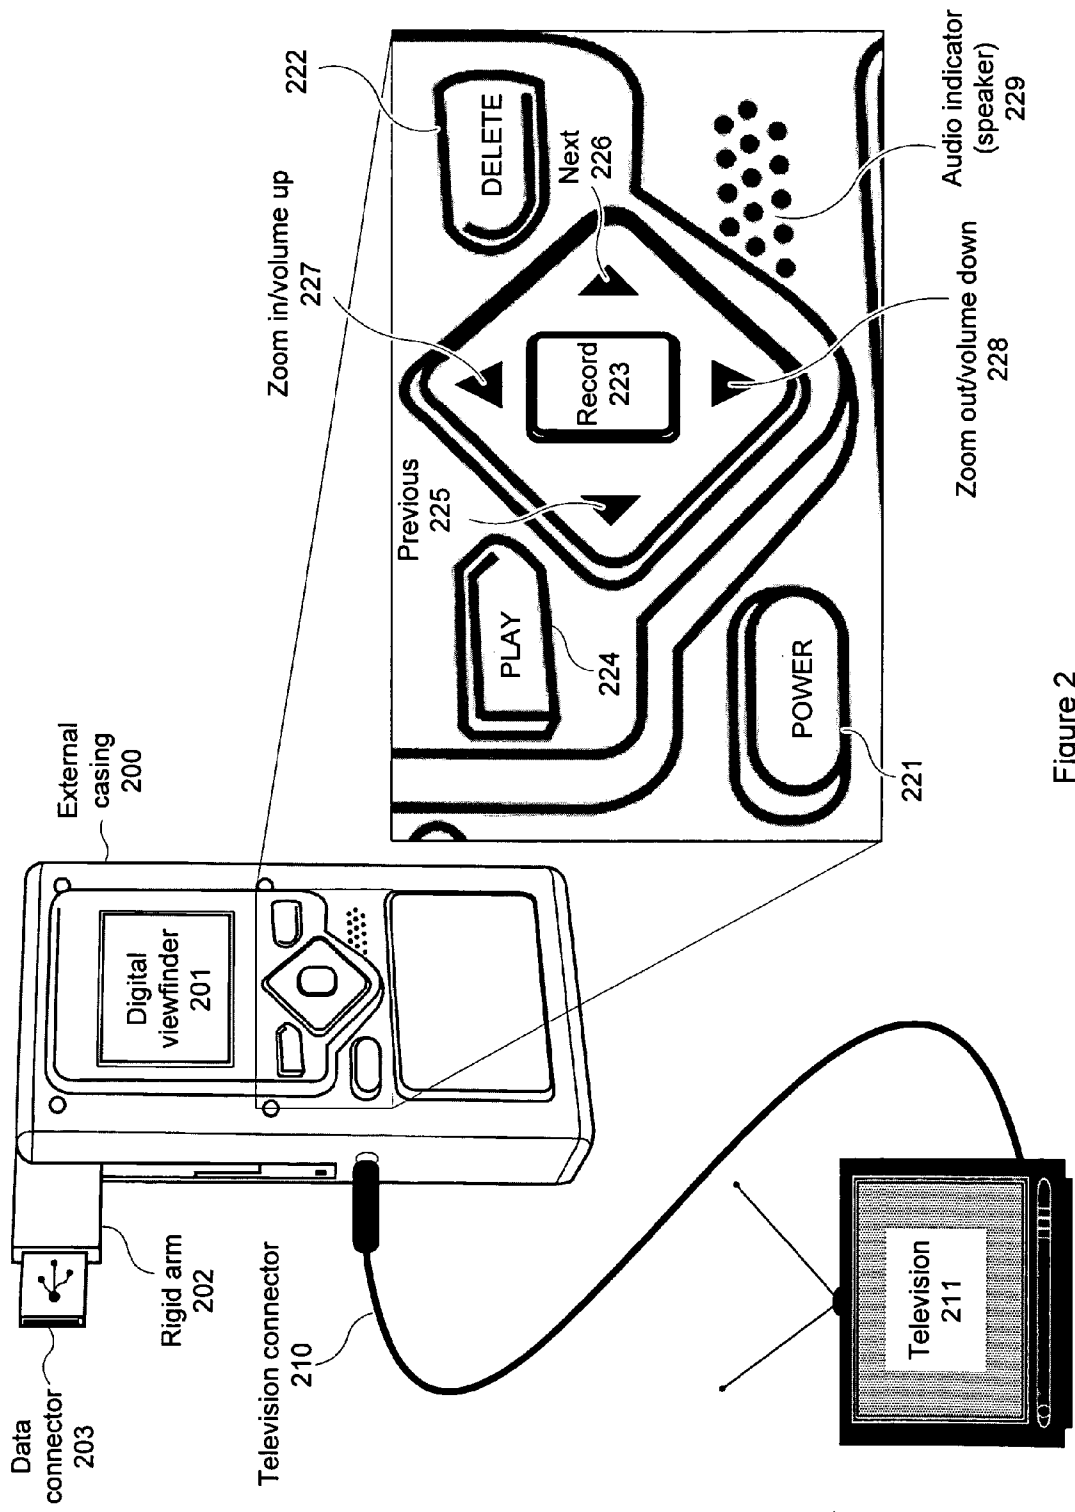 Data
connector
203
Rigid arm
202
External
casing
200
Digital
viewfinder
201
Television connector
210
Television
211
Zoom in/volume up
227
222
Previous
225
PLAY
224
DELETE
Next
226
Record
223
POWER
221
Zoom out/volume down
228
Audio indicator
(speaker)
229
Figure 2